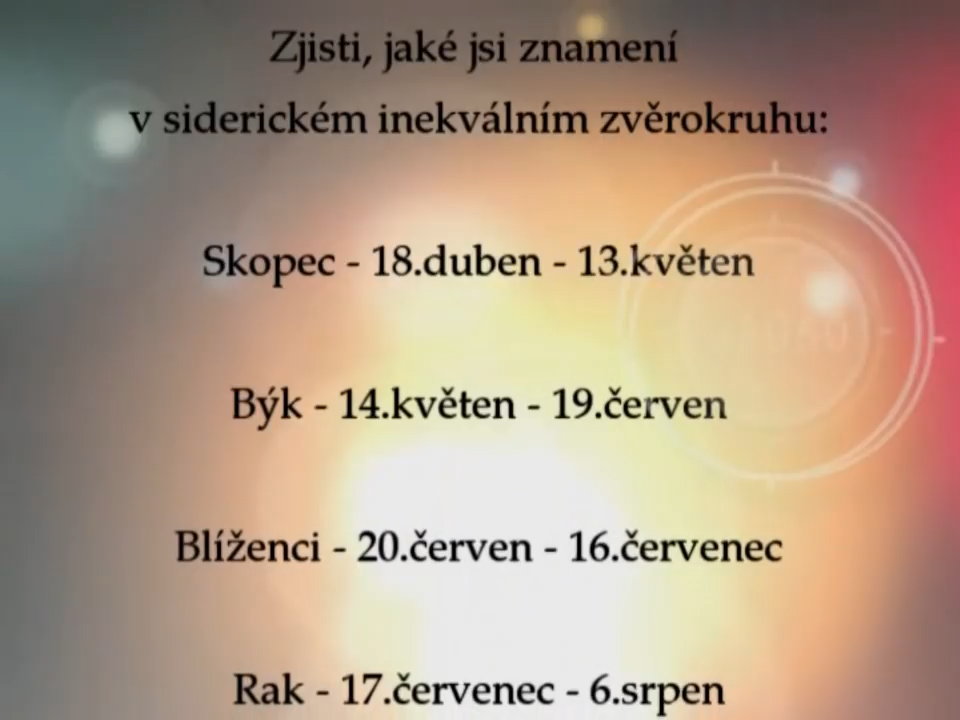 Zjisti, jaké jsi znamení
v siderickém inekválním zvěrokruhu:
Skopec - 18.duben - 13.květen
Býk - 14.květen - 19.červen
Blíženci - 20.červen - 16.červenec
Rak - 17.červenec - 6.srpen